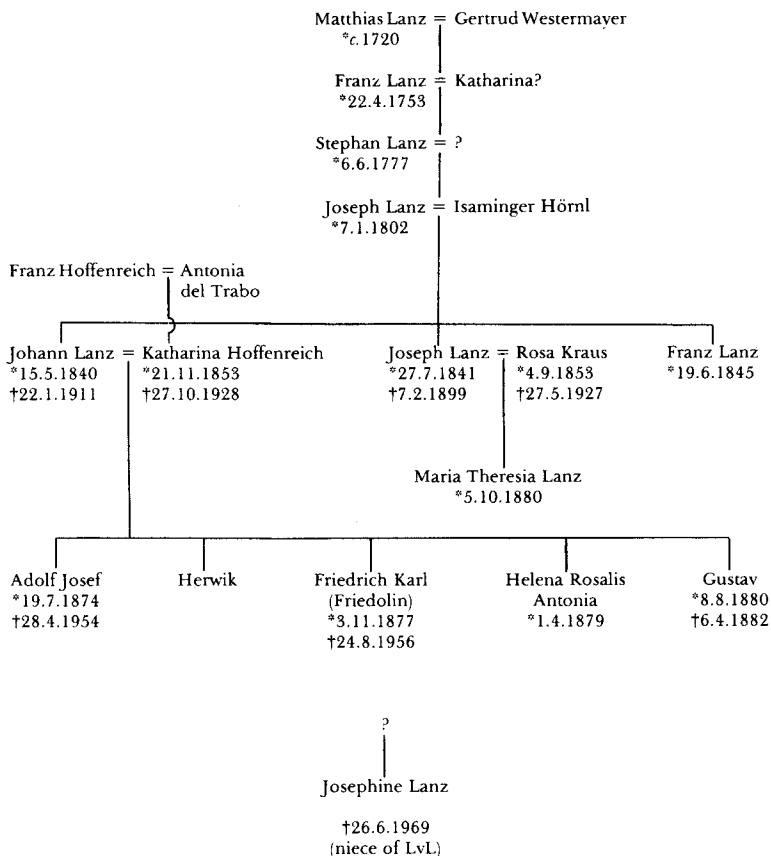 Matthias Lanz = Gertrud Westermayer
*c.1720
Franz Lanz = Katharina?
*22.4.1753
Stephan Lanz = ?
*6.6.1777
Joseph Lanz = Isaminger Hörnl
*7.1.1802
Franz Hoffenreich = Antonia
del Trabo
Johann Lanz = Katharina Hoffenreich
*15.5.1840 *21.11.1853
†22.1.1911 †27.10.1928
Joseph Lanz = Rosa Kraus
*27.7.1841 *4.9.1853
†7.2.1899 †27.5.1927
Franz Lanz
*19.6.1845
Maria Theresia Lanz
*5.10.1880
Adolf Josef
*19.7.1874
†28.4.1954
Herwik
Friedrich Karl
(Friedolin)
*3.11.1877
†24.8.1956
Helena Rosalis
Antonia
*1.4.1879
Gustav
*8.8.1880
†6.4.1882
?
Josephine Lanz
†26.6.1969
(niece of LvL)